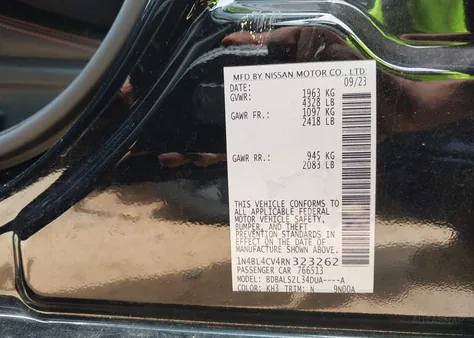 MFD BY NISSAN MOTOR CO., LTD.
DATE: 09/23
GVWR: 1963 KG
4328 LB
GAWR FR.: 1097 KG
2418 LB
GAWR RR.: 945 KG
2083 LB
THIS VEHICLE CONFORMS TO
ALL APPLICABLE FEDERAL
MOTOR VEHICLE SAFETY,
BUMPER, AND THEFT
PREVENTION STANDARDS IN
EFFECT ON THE DATE OF
MANUFACTURE SHOWN ABOVE.
1N4BL4CV4RN323262
PASSENGER CAR 766513
MODEL: BDBALSZL34DUA----A
COLOR: KH3 TRIM: N 9N00A